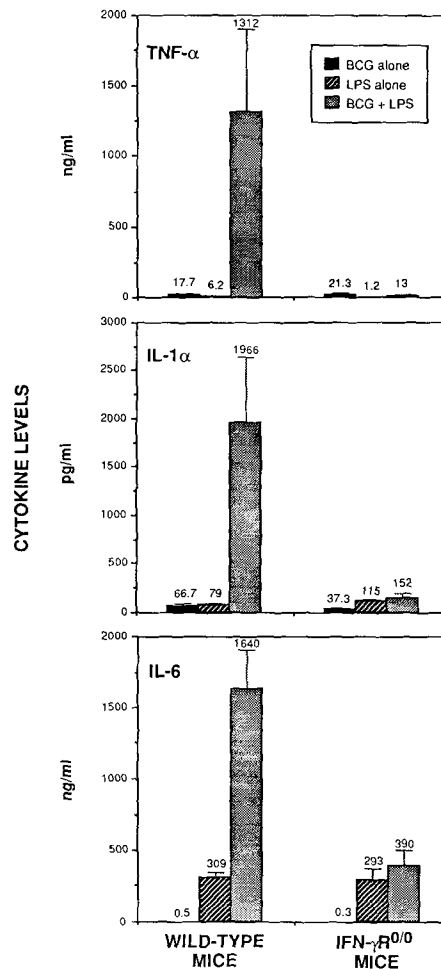 CYTOKINE LEVELS
TNF-α
ng/ml
2000
1500
1000
500
0
BCG alone
LPS alone
BCG + LPS
17.7
6.2
1312
21.3
1.2
13
IL-1α
pg/ml
3000
2500
2000
1500
1000
500
0
66.7
79
1966
37.3
115
152
IL-6
ng/ml
2000
1500
1000
500
0
0.5
309
1640
0.3
293
390
WILD-TYPE
MICE
IFN-γR0/0
MICE